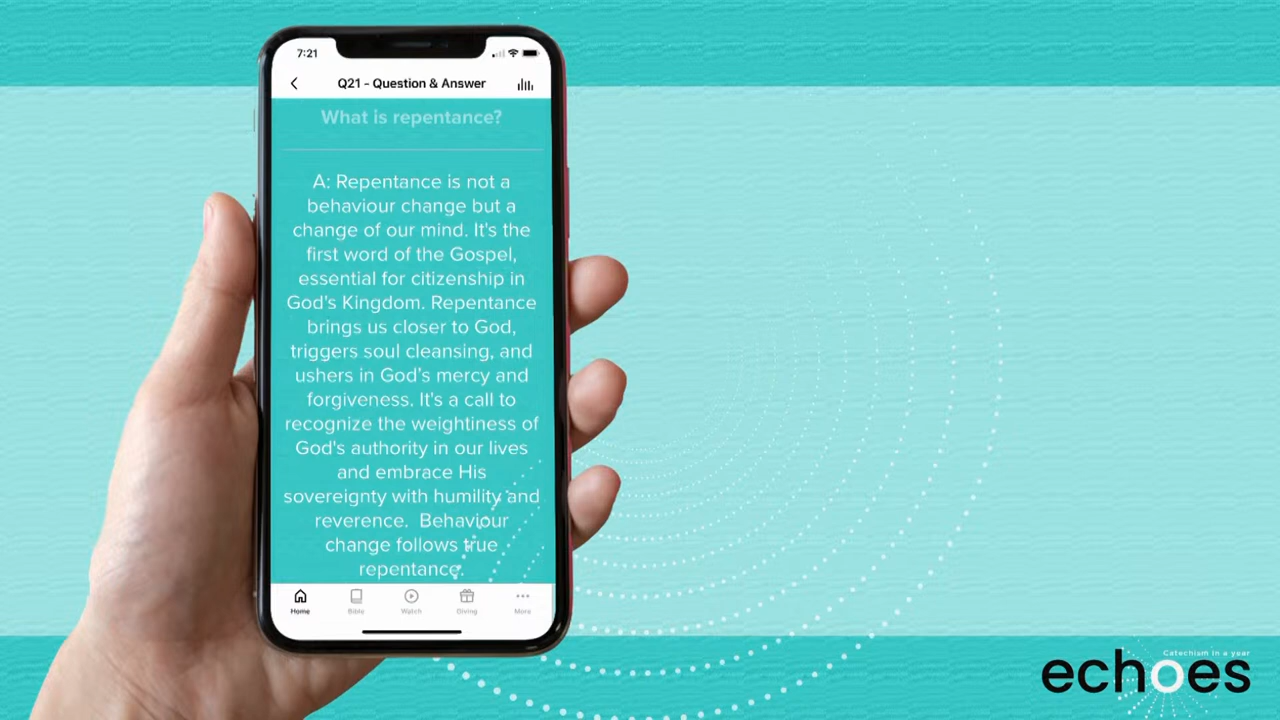 7:21
Q21 - Question & Answer
What is repentance?
A: Repentance is not a
behaviour change but a
change of our mind. It's the
first word of the Gospel,
essential for citizenship in
God's Kingdom. Repentance
brings us closer to God,
triggers soul cleansing, and
ushers in God's mercy and
forgiveness. It's a call to
recognize the weightiness of
God's authority in our lives
and embrace His
sovereignty with humility and
reverence.  Behaviour
change follows true
repentance.
Home Bible Watch Giving More
Catechism in a year
echoes